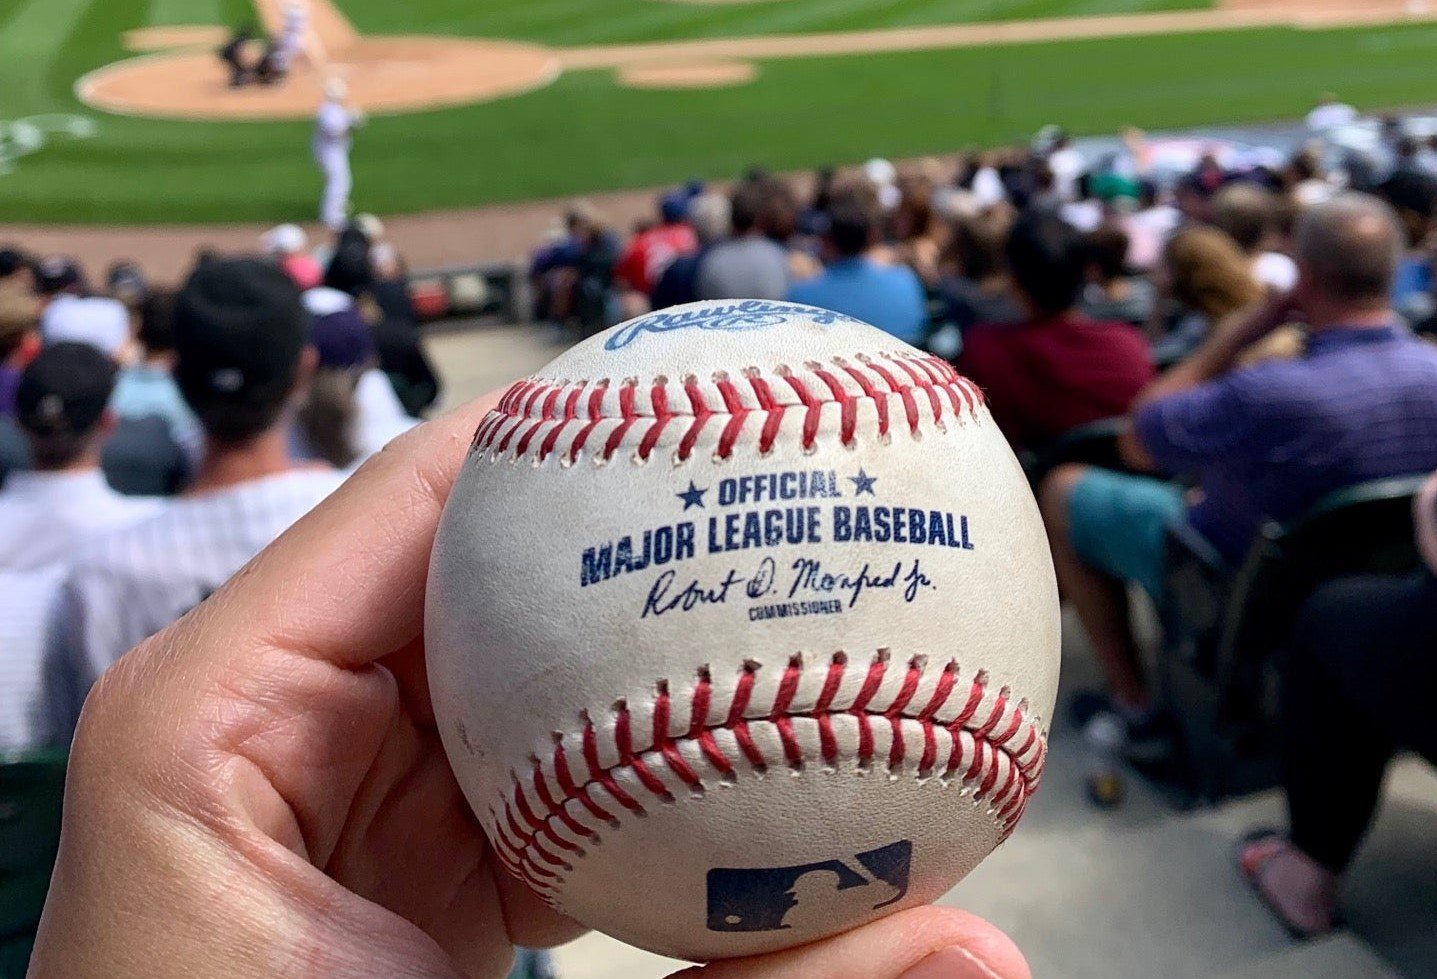 Rawlings
★ OFFICIAL ★
MAJOR LEAGUE BASEBALL
Robert D. Manfred Jr.
COMMISSIONER